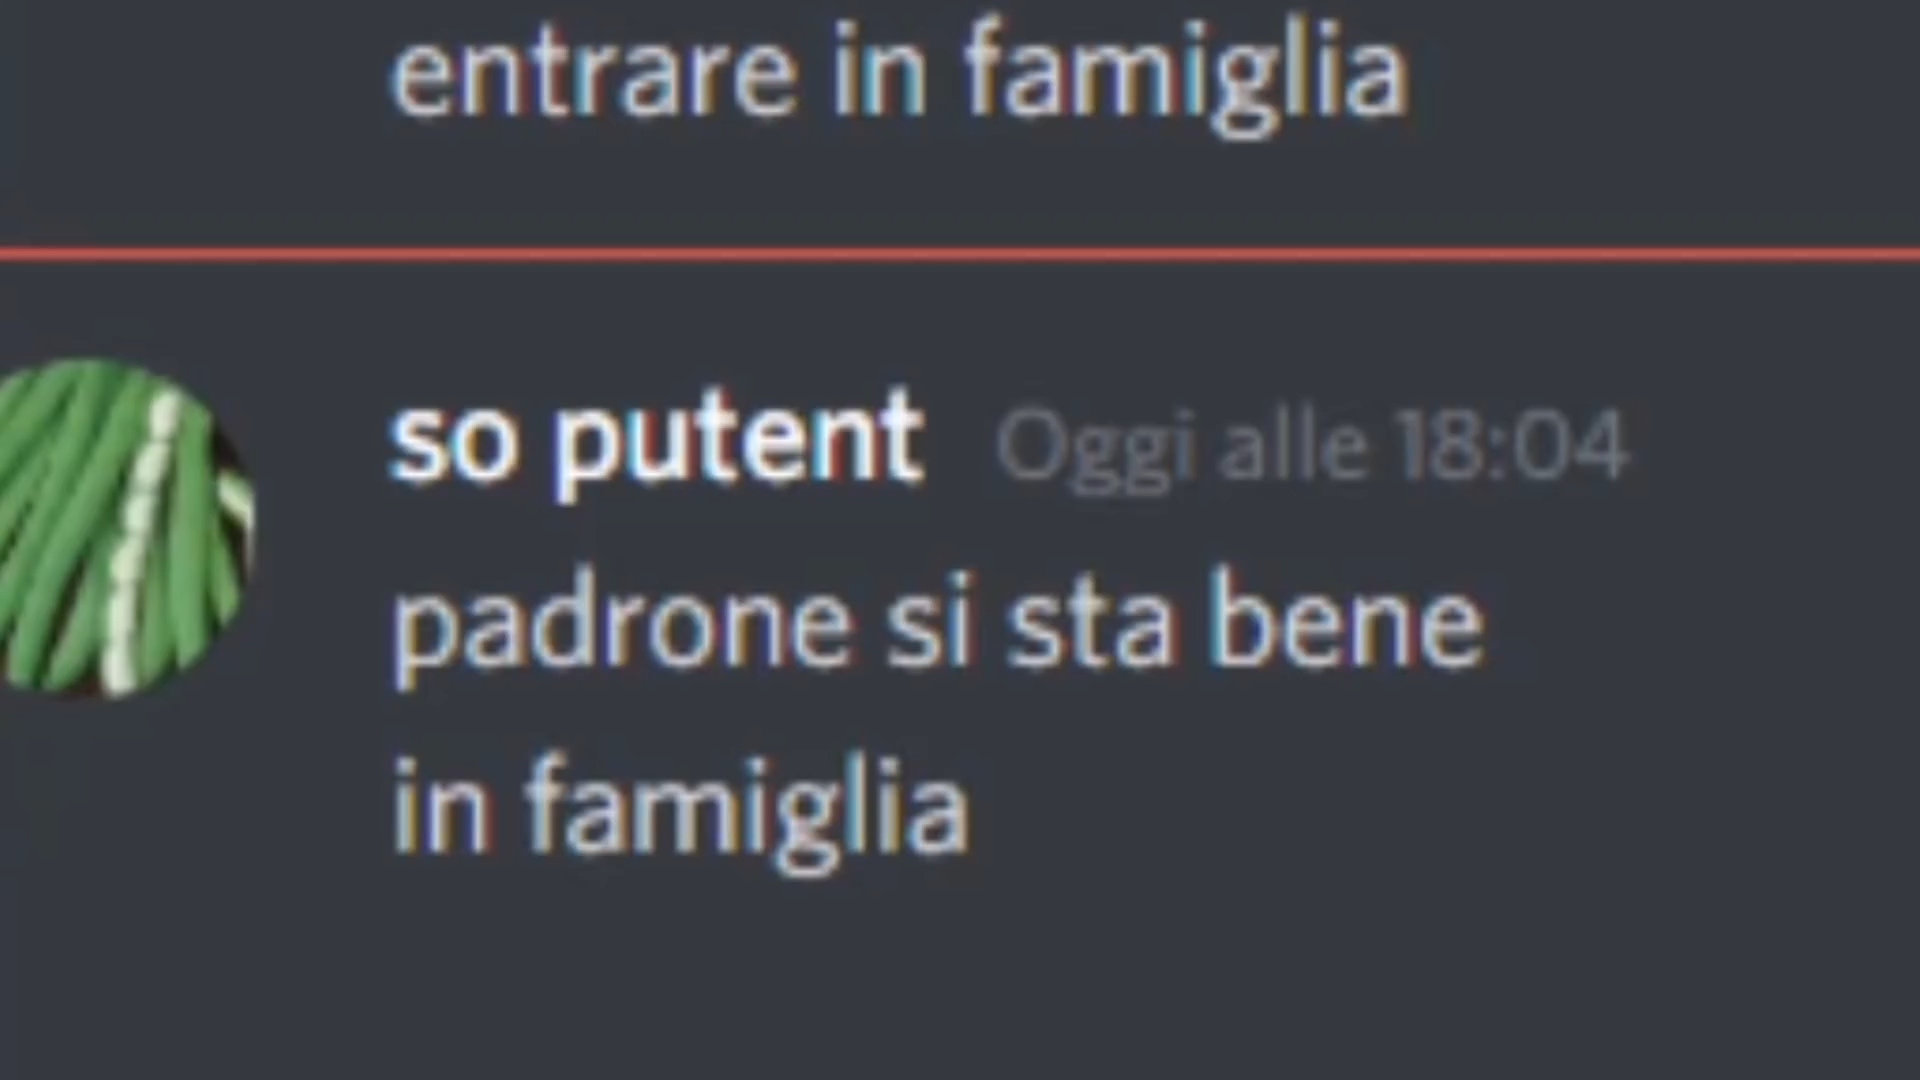 entrare in famiglia
so putent Oggi alle 18:04
padrone si sta bene
in famiglia